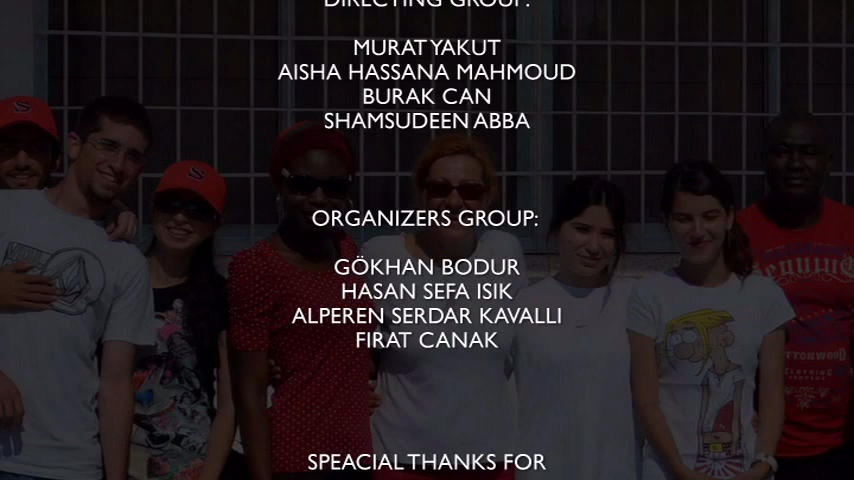 DIRECTING GROUP:
MURAT YAKUT
AISHA HASSANA MAHMOUD
BURAK CAN
SHAMSUDEEN ABBA
ORGANIZERS GROUP:
GÖKHAN BODUR
HASAN SEFA ISIK
ALPEREN SERDAR KAVALLI
FIRAT CANAK
SPEACIAL THANKS FOR